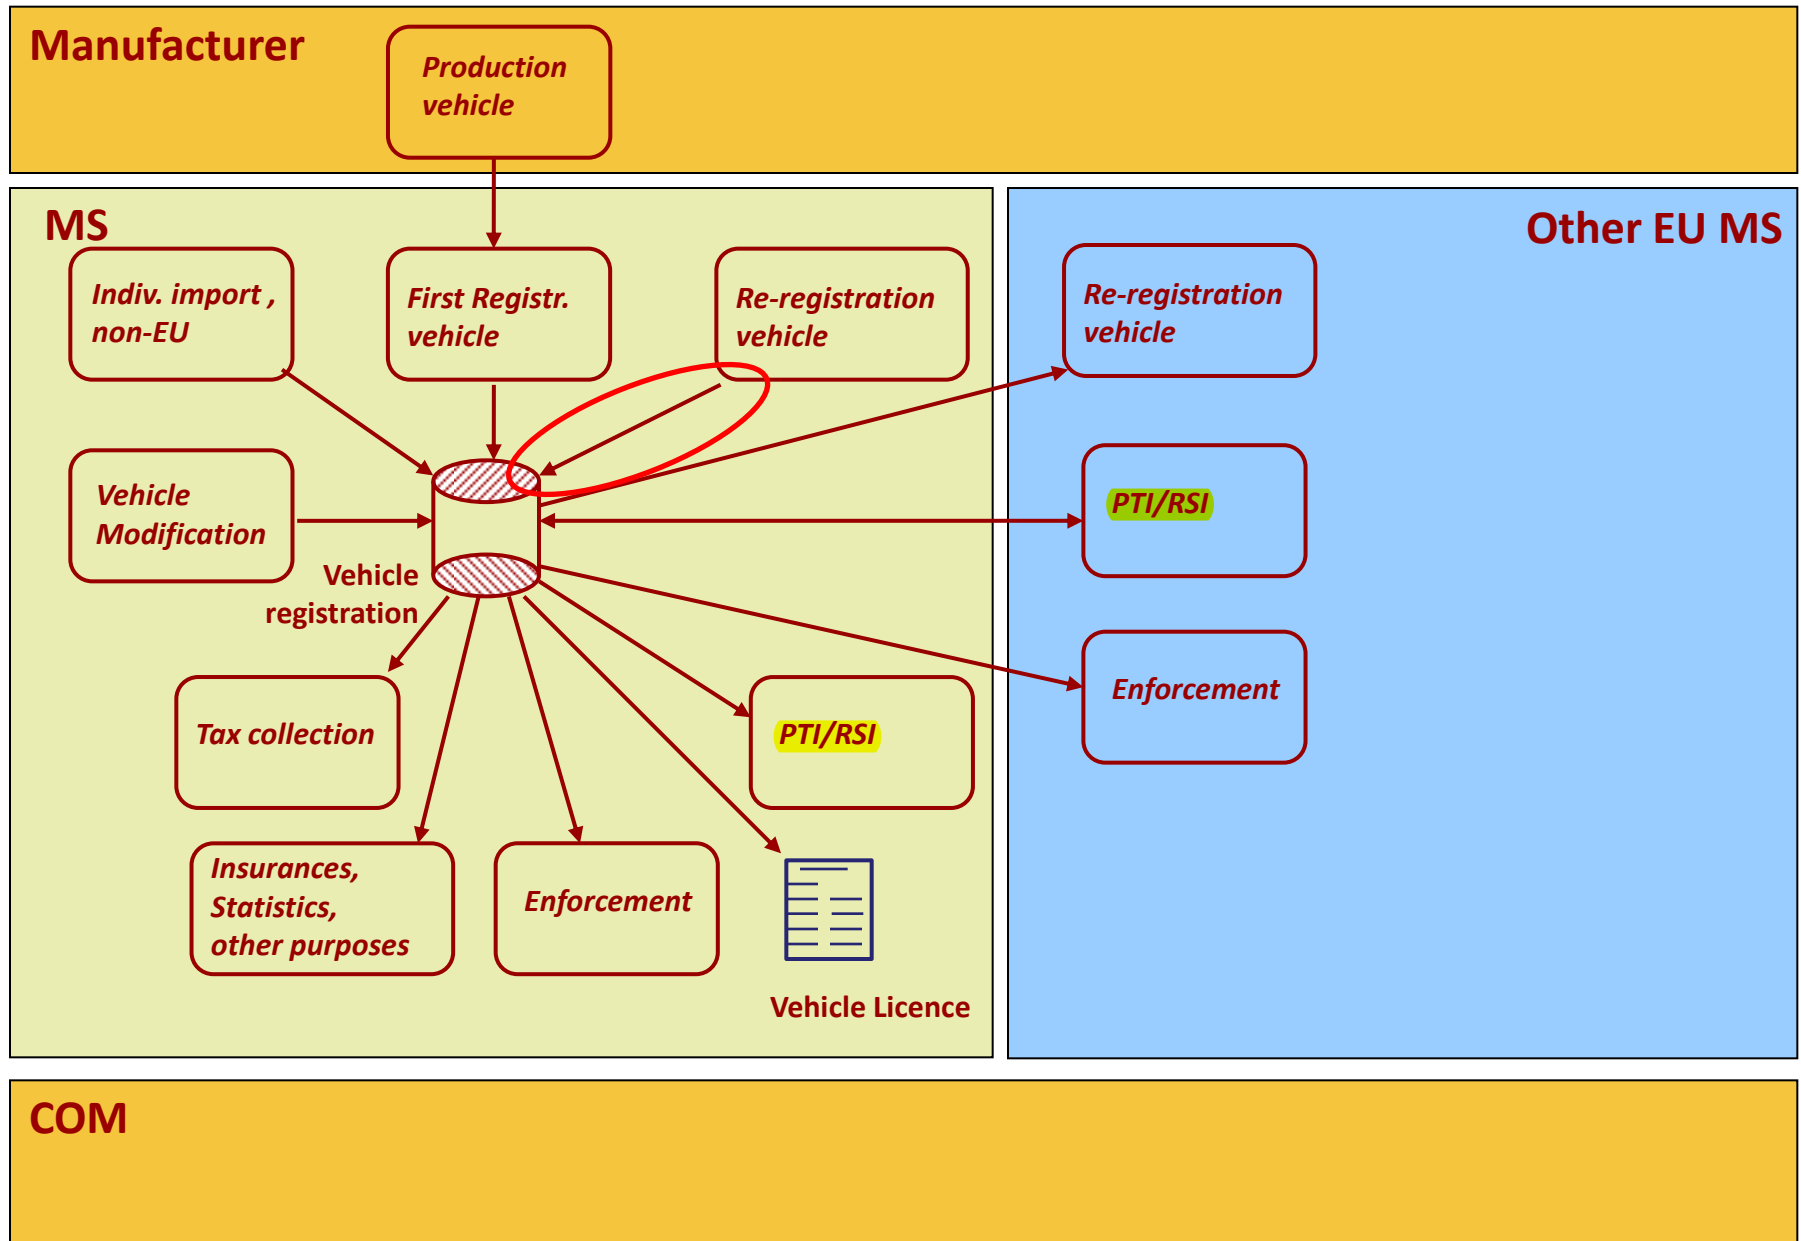 Manufacturer
Production
vehicle
MS
Other EU MS
Indiv. import ,
non-EU
First Registr.
vehicle
Re-registration
vehicle
Re-registration
vehicle
Vehicle
Modification
PTI/RSI
Vehicle
registration
Enforcement
Tax collection
PTI/RSI
Insurances,
Statistics,
other purposes
Enforcement
Vehicle Licence
COM